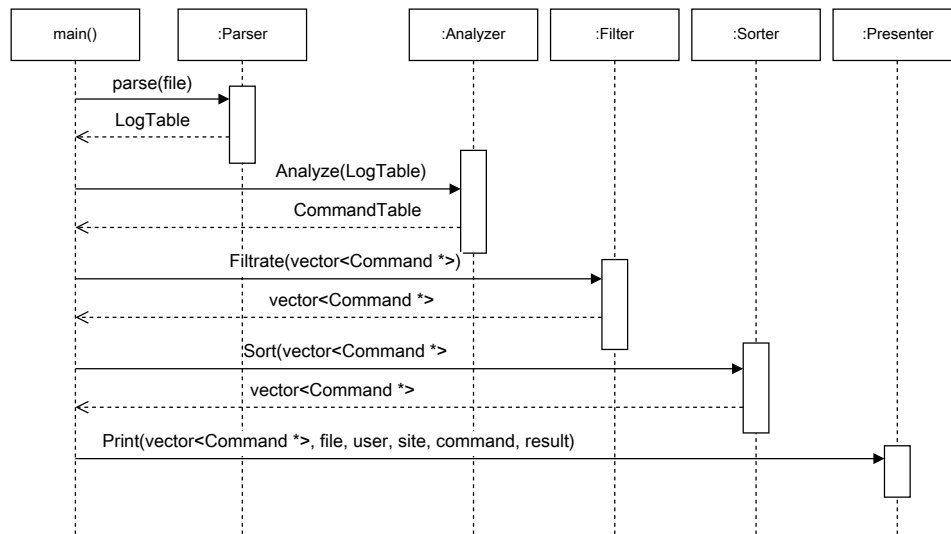 main()
:Parser
:Analyzer
:Filter
:Sorter
:Presenter
parse(file)
LogTable
Analyze(LogTable)
CommandTable
Filtrate(vector<Command *>)
vector<Command *>
Sort(vector<Command *>
vector<Command *>
Print(vector<Command *>, file, user, site, command, result)